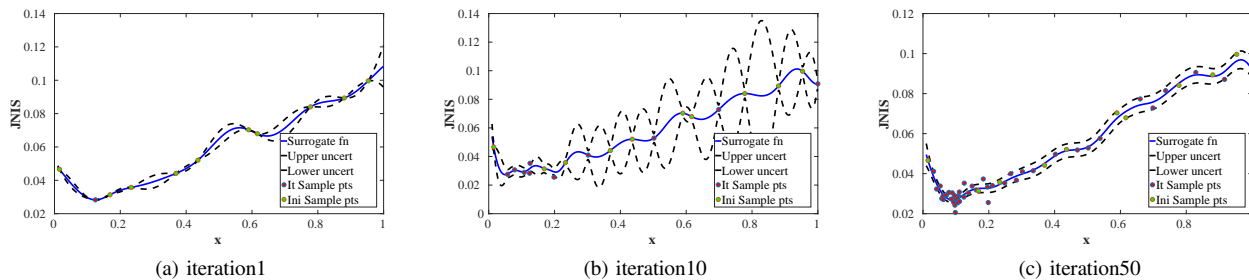 0.14
0.12
0.1
0.08
0.06
0.04
0.02
JNIS
0
0.2
0.4
0.6
0.8
1
x
Surrogate fn
Upper uncert
Lower uncert
It Sample pts
Ini Sample pts
(a) iteration1
0.14
0.12
0.1
0.08
0.06
0.04
0.02
0
JNIS
0
0.2
0.4
0.6
0.8
1
x
Surrogate fn
Upper uncert
Lower uncert
It Sample pts
Ini Sample pts
(b) iteration10
0.12
0.1
0.08
0.06
0.04
0.02
JNIS
0
0.2
0.4
0.6
0.8
x
Surrogate fn
Upper uncert
Lower uncert
It Sample pts
Ini Sample pts
(c) iteration50